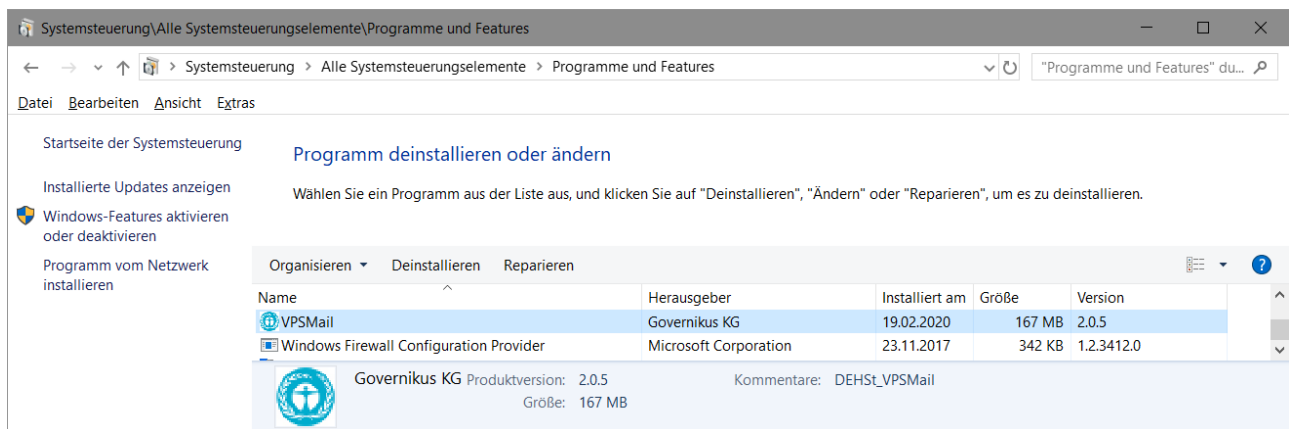 Systemsteuerung\Alle Systemsteuerungselemente\Programme und Features
Systemsteuerung > Alle Systemsteuerungselemente > Programme und Features "Programme und Features" du...
Datei Bearbeiten Ansicht Extras
Startseite der Systemsteuerung
Installierte Updates anzeigen
Windows-Features aktivieren
oder deaktivieren
Programm vom Netzwerk
installieren
Programm deinstallieren oder ändern
Wählen Sie ein Programm aus der Liste aus, und klicken Sie auf "Deinstallieren", "Ändern" oder "Reparieren", um es zu deinstallieren.
Organisieren Deinstallieren Reparieren
Name Herausgeber Installiert am Größe Version
VPSMail Governikus KG 19.02.2020 167 MB 2.0.5
Windows Firewall Configuration Provider Microsoft Corporation 23.11.2017 342 KB 1.2.3412.0
Governikus KG Produktversion: 2.0.5 Kommentare: DEHSt_VPSMail
Größe: 167 MB